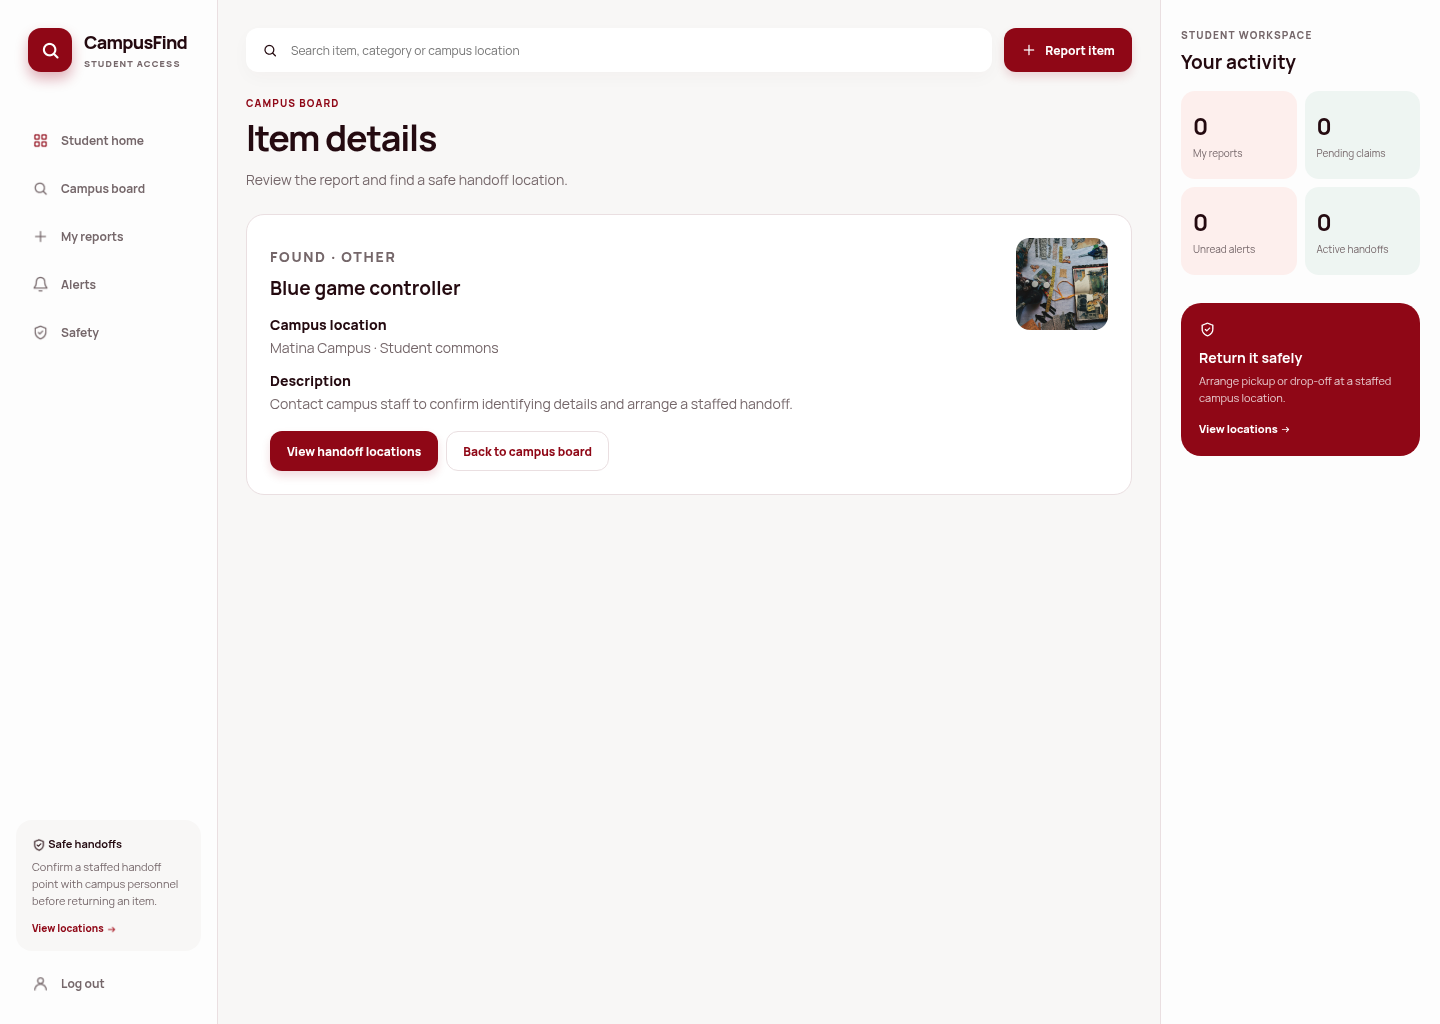 CampusFind
STUDENT ACCESS
Student home
Campus board
My reports
Alerts
Safety
Safe handoffs
Confirm a staffed handoff
point with campus personnel
before returning an item.
View locations →
Log out
Search item, category or campus location
Report item
CAMPUS BOARD
Item details
Review the report and find a safe handoff location.
FOUND · OTHER
Blue game controller
Campus location
Matina Campus · Student commons
Description
Contact campus staff to confirm identifying details and arrange a staffed handoff.
View handoff locations
Back to campus board
STUDENT WORKSPACE
Your activity
0
My reports
0
Pending claims
0
Unread alerts
0
Active handoffs
Return it safely
Arrange pickup or drop-off at a staffed
campus location.
View locations →